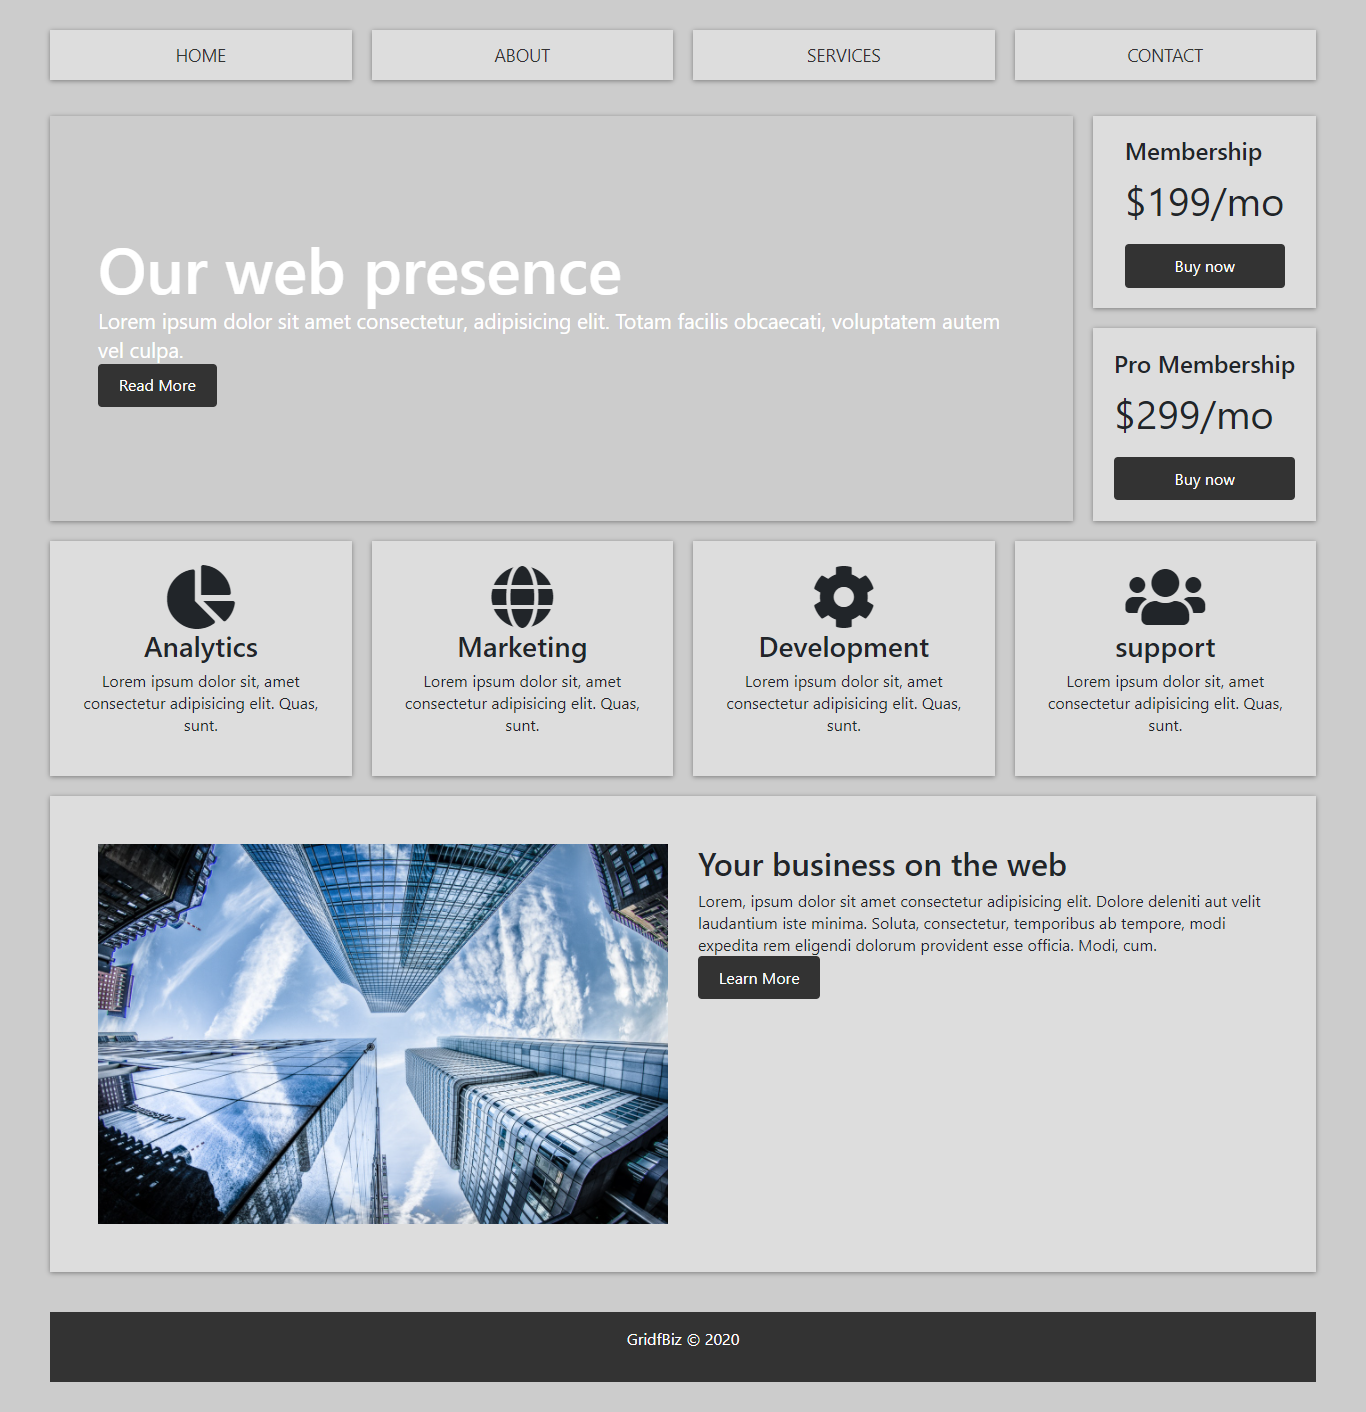 HOME
ABOUT
SERVICES
CONTACT
Our web presence
Lorem ipsum dolor sit amet consectetur, adipisicing elit. Totam facilis obcaecati, voluptatem autem
vel culpa.
Read More
Membership
$199/mo
Buy now
Pro Membership
$299/mo
Buy now
Analytics
Lorem ipsum dolor sit, amet
consectetur adipisicing elit. Quas,
sunt.
Marketing
Lorem ipsum dolor sit, amet
consectetur adipisicing elit. Quas,
sunt.
Development
Lorem ipsum dolor sit, amet
consectetur adipisicing elit. Quas,
sunt.
support
Lorem ipsum dolor sit, amet
consectetur adipisicing elit. Quas,
sunt.
Your business on the web
Lorem, ipsum dolor sit amet consectetur adipisicing elit. Dolore deleniti aut velit
laudantium iste minima. Soluta, consectetur, temporibus ab tempore, modi
expedita rem eligendi dolorum provident esse officia. Modi, cum.
Learn More
GridfBiz © 2020